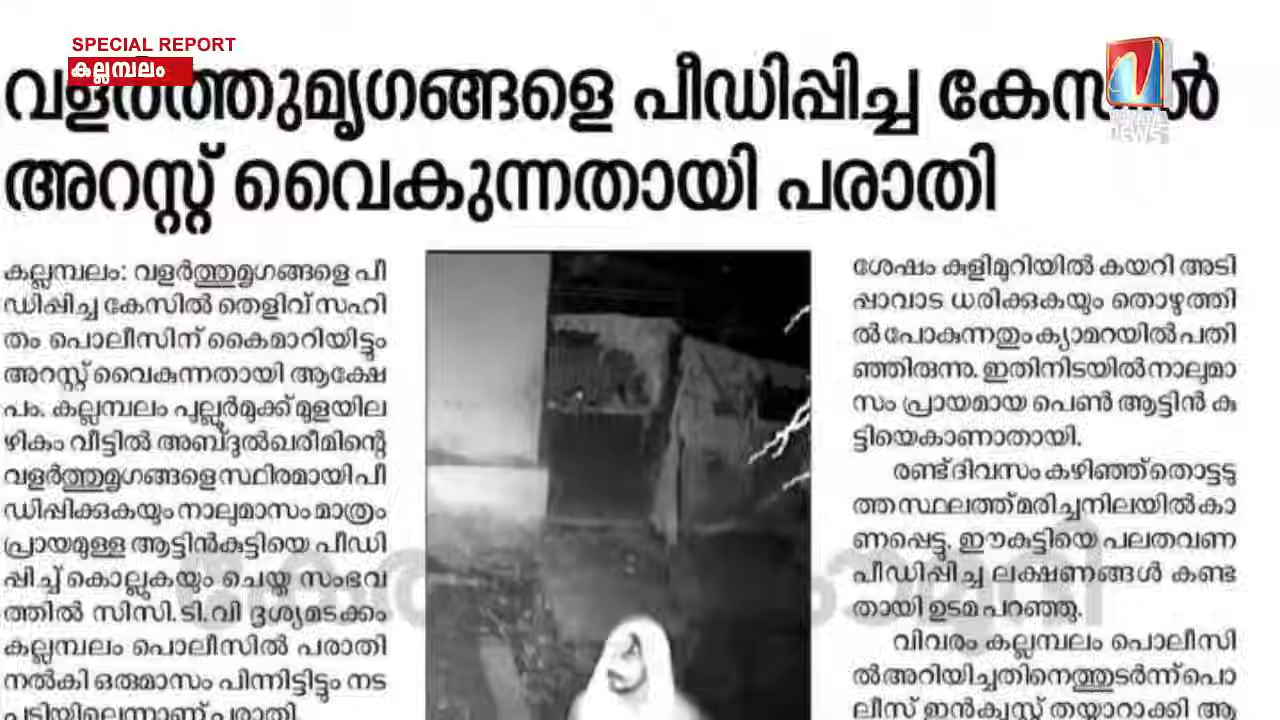 SPECIAL REPORT
കല്ലമ്പലം
വളർത്തുമൃഗങ്ങളെ പീഡിപ്പിച്ച കേസിൽ
NEWS
അറസ്റ്റ് വൈകുന്നതായി പരാതി
കല്ലമ്പലം: വളർത്തുമൃഗങ്ങളെ പീ
ഡിപ്പിച്ച കേസിൽ തെളിവ് സഹി
തം പൊലീസിന് കൈമാറിയിട്ടും
അറസ്റ്റ് വൈകുന്നതായി ആക്ഷേ
പം. കല്ലമ്പലം പുല്ലൂർമുക്ക് മുളയില
ഴികം വീട്ടിൽ അബ്ദുൽഖരീമിന്റെ
വളർത്തുമൃഗങ്ങളെ സ്ഥിരമായി പീ
ഡിപ്പിക്കുകയും നാലുമാസം മാത്രം
പ്രായമുള്ള ആട്ടിൻകുട്ടിയെ പീഡി
പ്പിച്ച് കൊല്ലുകയും ചെയ്ത സംഭവ
ത്തിൽ സിസി.ടി.വി ദൃശ്യമടക്കം
കല്ലമ്പലം പൊലീസിൽ പരാതി
നൽകി ഒരുമാസം പിന്നിട്ടിട്ടും നട
പടിയില്ലെന്നാണ് പരാതി.
ശേഷം കുളിമുറിയിൽ കയറി അടി
പ്പാവാട ധരിക്കുകയും തൊഴുത്തി
ൽ പോകുന്നതും ക്യാമറയിൽ പതി
ഞ്ഞിരുന്നു. ഇതിനിടയിൽ നാലുമാ
സം പ്രായമായ പെൺ ആട്ടിൻ കു
ട്ടിയെകാണാതായി.
രണ്ട് ദിവസം കഴിഞ്ഞ് തൊട്ടടു
ത്ത സ്ഥലത്ത് മരിച്ച നിലയിൽ കാ
ണപ്പെട്ടു. ഈ കുട്ടിയെ പലതവണ
പീഡിപ്പിച്ച ലക്ഷണങ്ങൾ കണ്ട
തായി ഉടമ പറഞ്ഞു.
വിവരം കല്ലമ്പലം പൊലീസി
ൽ അറിയിച്ചതിനെത്തുടർന്ന് പൊ
ലീസ് ഇൻക്വസ്റ്റ് തയ്യാറാക്കി ആ